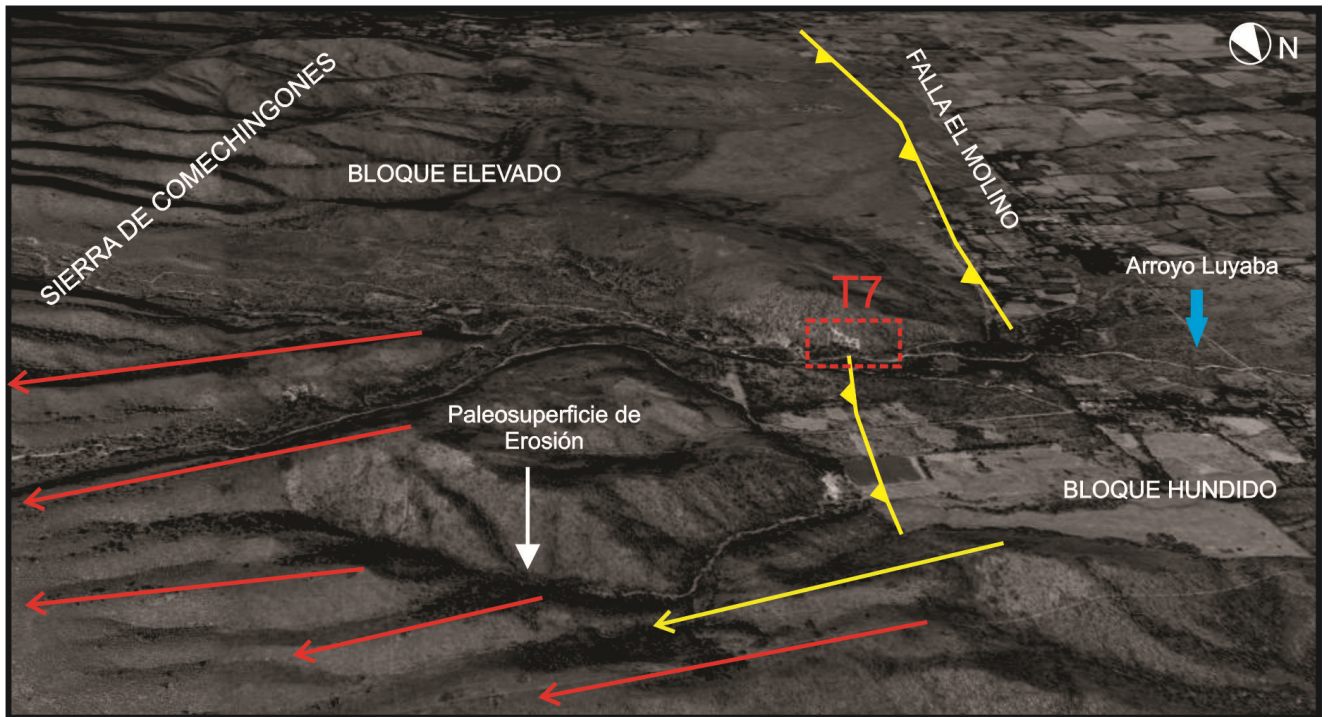 N
FALLA EL MOLINO
SIERRA DE COMECHINGONES
BLOQUE ELEVADO
Arroyo Luyaba
T7
Paleosuperficie de
Erosión
BLOQUE HUNDIDO